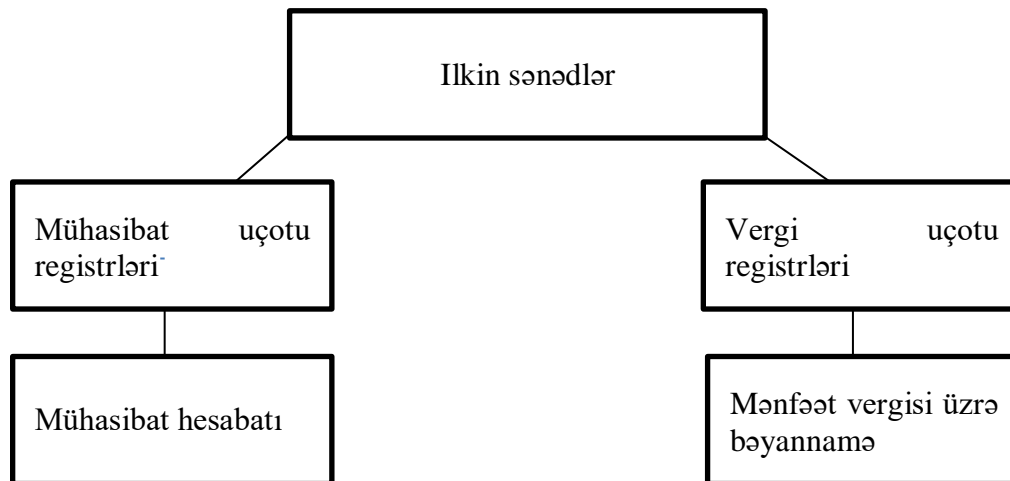 Ilkin sənədlər
Mühasibat uçotu
registrləri-
Vergi uçotu
registrləri
Mühasibat hesabatı
Mənfəət vergisi üzrə
bəyannamə